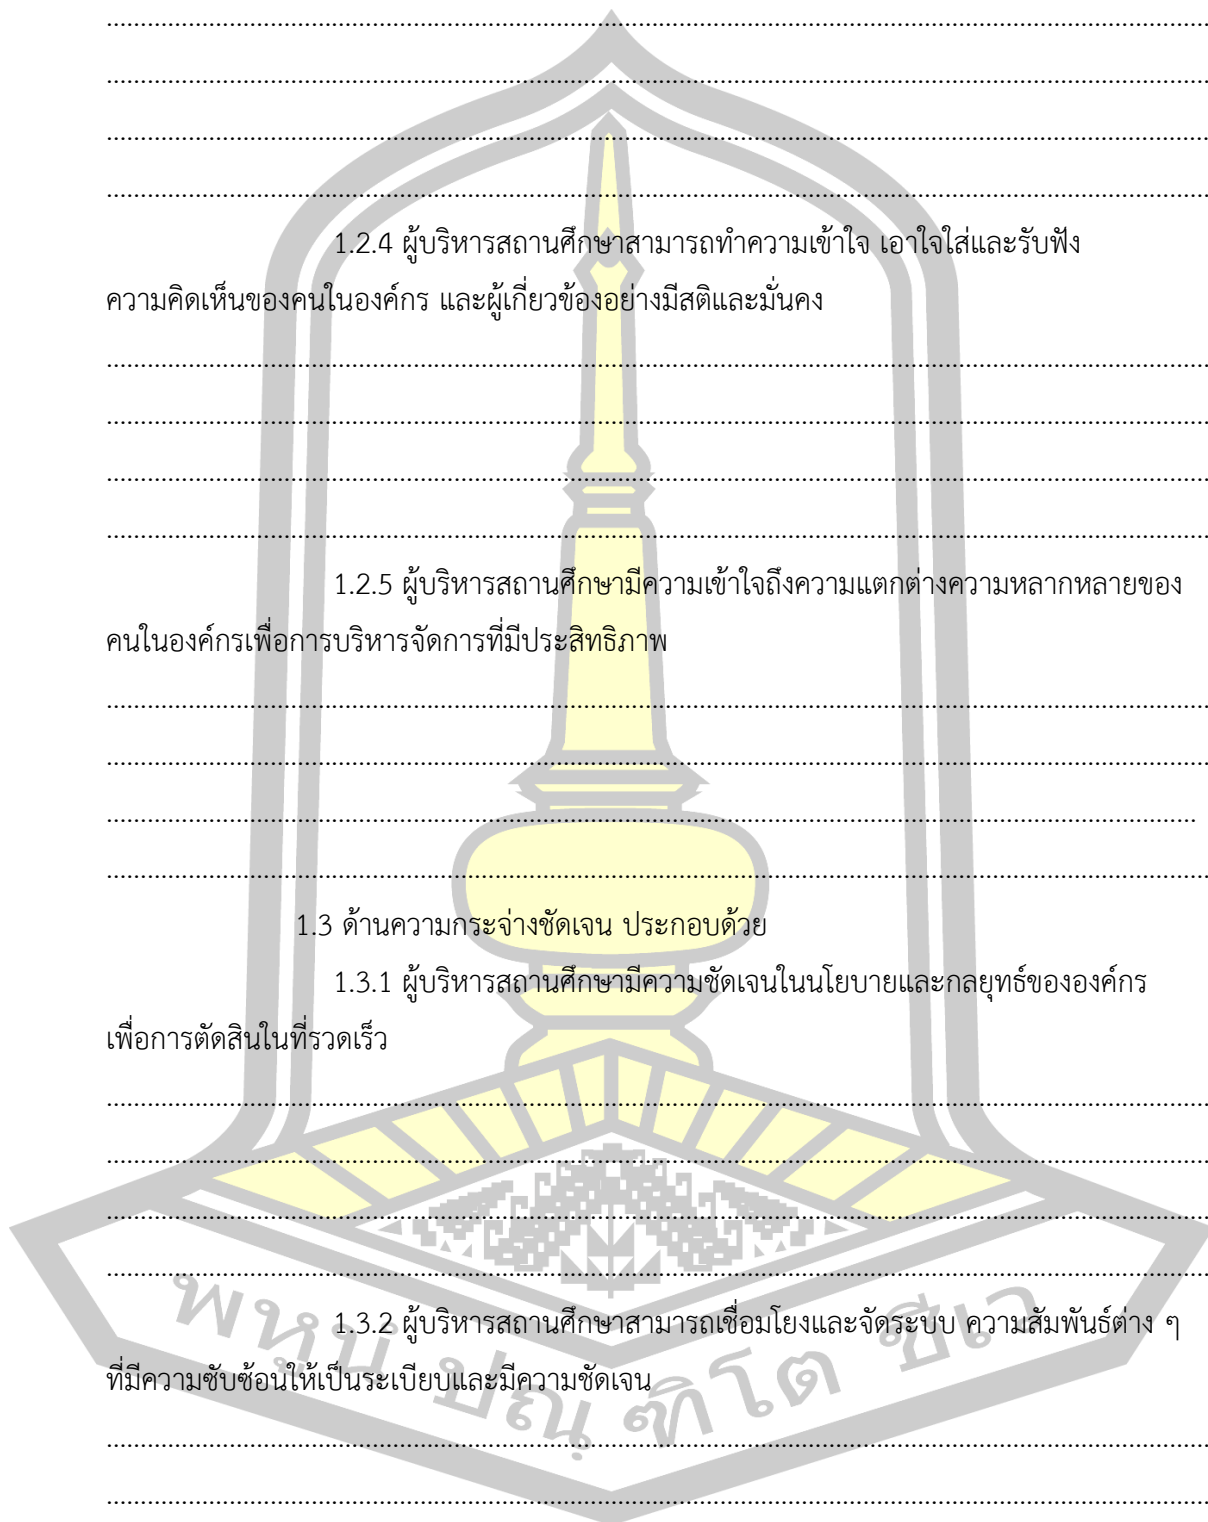 ................................................................................
................................................................................
................................................................................
................................................................................
1.2.4 ผู้บริหารสถานศึกษาสามารถทำความเข้าใจ เอาใจใส่และรับฟัง
ความคิดเห็นของคนในองค์กร และผู้เกี่ยวข้องอย่างมีสติและมั่นคง
................................................................................
................................................................................
................................................................................
................................................................................
1.2.5 ผู้บริหารสถานศึกษามีความเข้าใจถึงความแตกต่างความหลากหลายของ
คนในองค์กรเพื่อการบริหารจัดการที่มีประสิทธิภาพ
................................................................................
................................................................................
................................................................................
................................................................................
1.3 ด้านความกระจ่างชัดเจน ประกอบด้วย
1.3.1 ผู้บริหารสถานศึกษามีความชัดเจนในนโยบายและกลยุทธ์ขององค์กร
เพื่อการตัดสินในที่รวดเร็ว
................................................................................
................................................................................
................................................................................
................................................................................
1.3.2 ผู้บริหารสถานศึกษาสามารถเชื่อมโยงและจัดระบบ ความสัมพันธ์ต่าง ๆ
ที่มีความซับซ้อนให้เป็นระเบียบและมีความชัดเจน
................................................................................
................................................................................
พหูนํ ปณฺฑิโต ชีเว